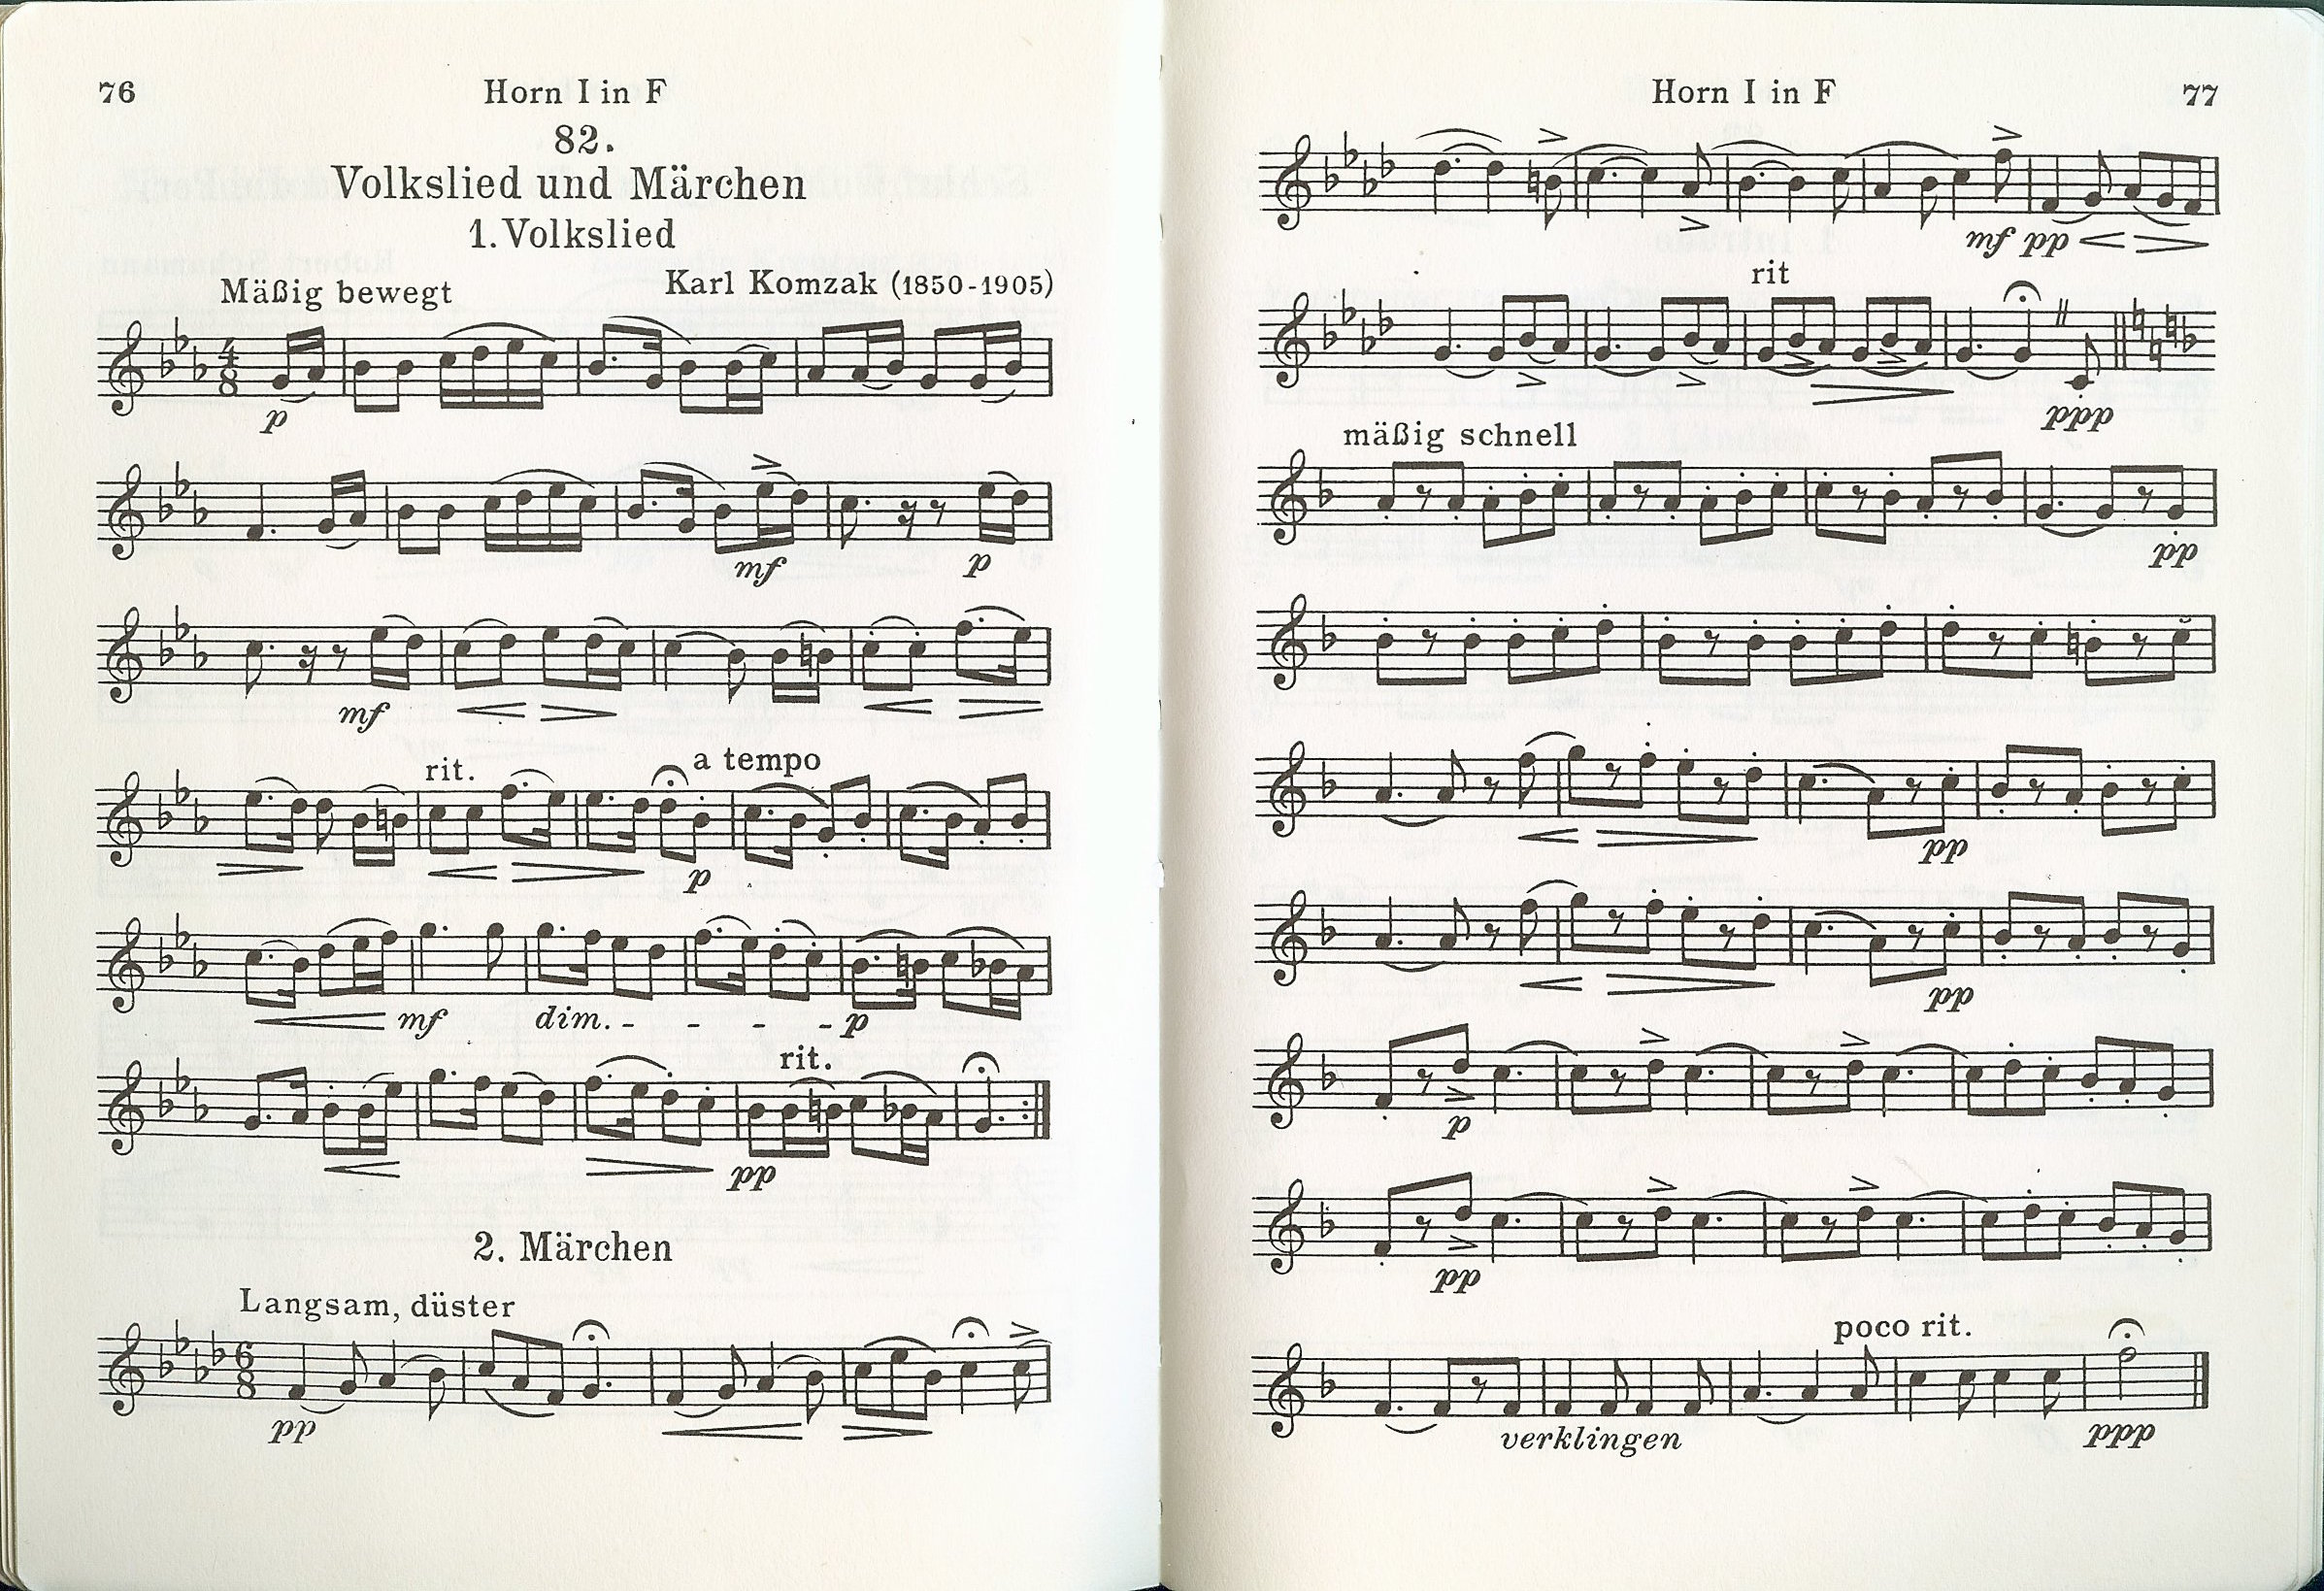 76
Horn I in F
82.
Volkslied und Märchen
1. Volkslied
Mäßig bewegt
Karl Komzak (1850-1905)
4
8
p
mf p
mf
rit. a tempo
p
mf dim. - - - - p
rit.
pp
2. Märchen
Langsam, düster
6
8
pp
Horn I in F
77
mf pp
rit
ppp
mäßig schnell
pp
pp
pp
p
pp
poco rit.
verklingen ppp